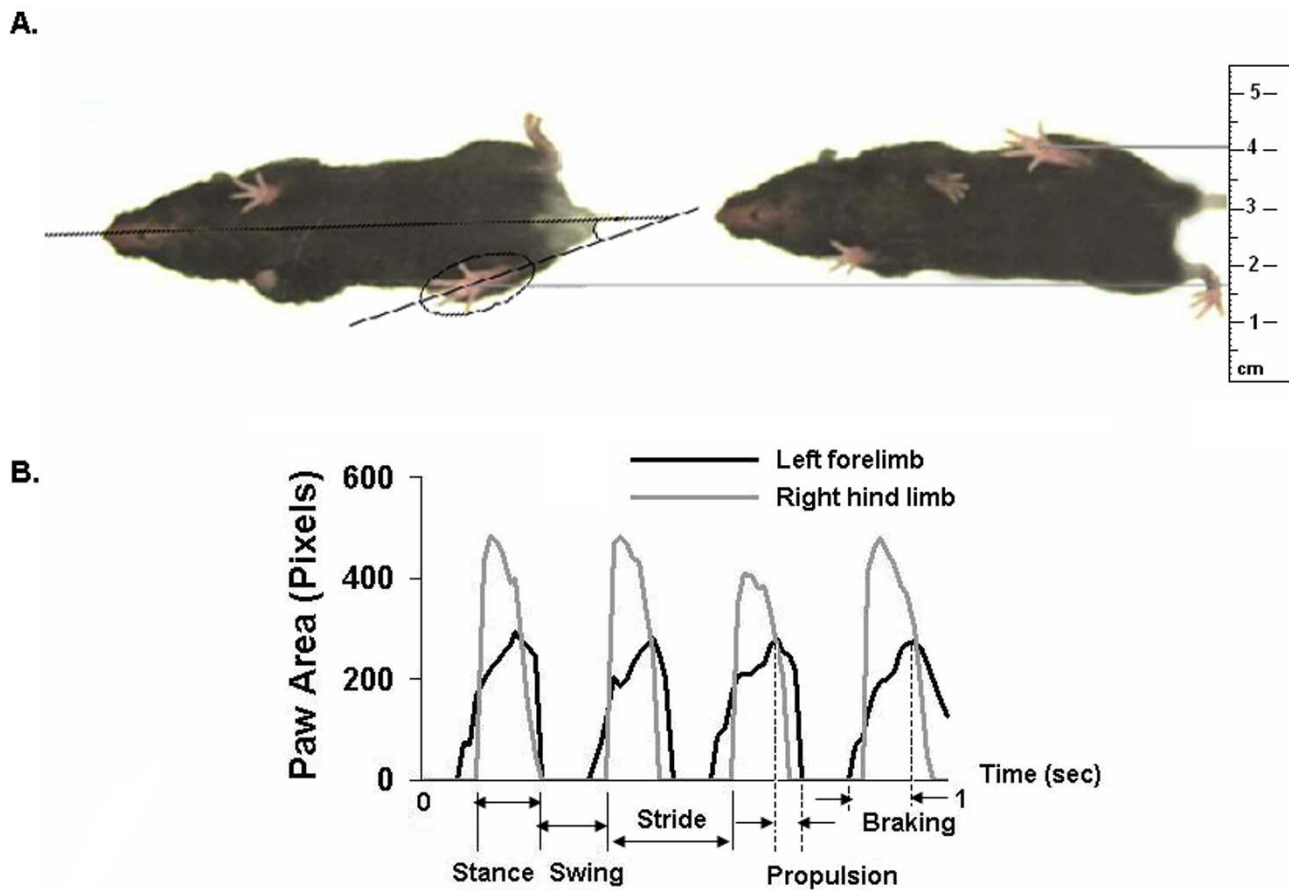 A.
5
4
3
2
1
cm
B.
Left forelimb
Right hind limb
Paw Area (Pixels)
600
400
200
0
Time (sec)
0
1
Stride
Braking
Stance
Swing
Propulsion